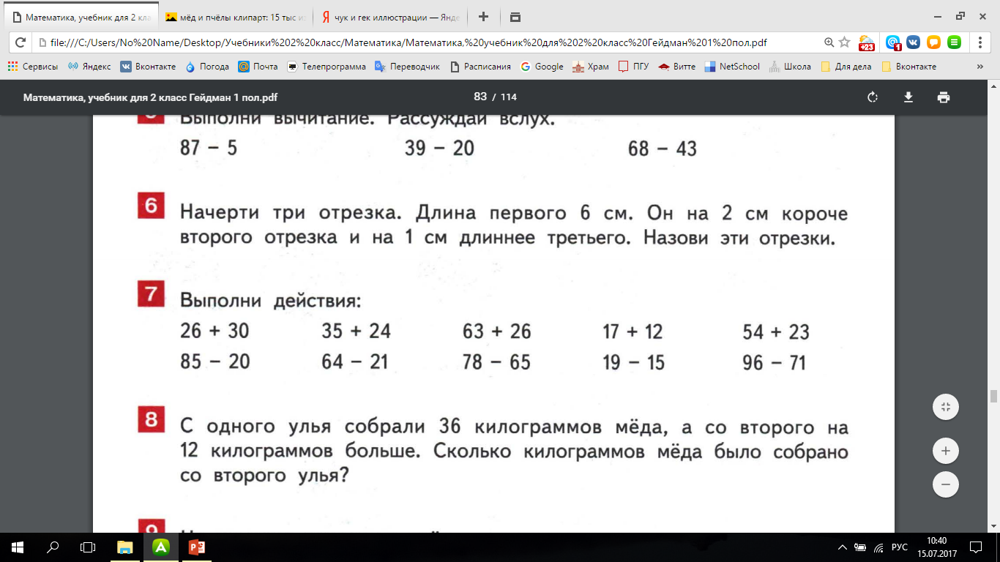 Математика, учебник для 2 кла
мёд и пчёлы клипарт: 15 тыс и
чук и гек иллюстрации — Янде
file:///C:/Users/No%20Name/Desktop/Учебники%202%20класс/Математика/Математика,%20учебник%20для%202%20класс%20Гейдман%201%20пол.pdf
+23
1
Сервисы Яндекс Вконтакте Погода Почта Телепрограмма Переводчик Расписания Google Храм ПГУ Витте NetSchool Школа Для дела Вконтакте »
Математика, учебник для 2 класс Гейдман 1 пол.pdf 83 / 114
Выполни вычитание. Рассуждай вслух.
87 – 5 39 – 20 68 – 43
6 Начерти три отрезка. Длина первого 6 см. Он на 2 см короче
второго отрезка и на 1 см длиннее третьего. Назови эти отрезки.
7 Выполни действия:
26 + 30 35 + 24 63 + 26 17 + 12 54 + 23
85 – 20 64 – 21 78 – 65 19 – 15 96 – 71
8 С одного улья собрали 36 килограммов мёда, а со второго на
12 килограммов больше. Сколько килограммов мёда было собрано
со второго улья?
9
РУС
10:40
15.07.2017